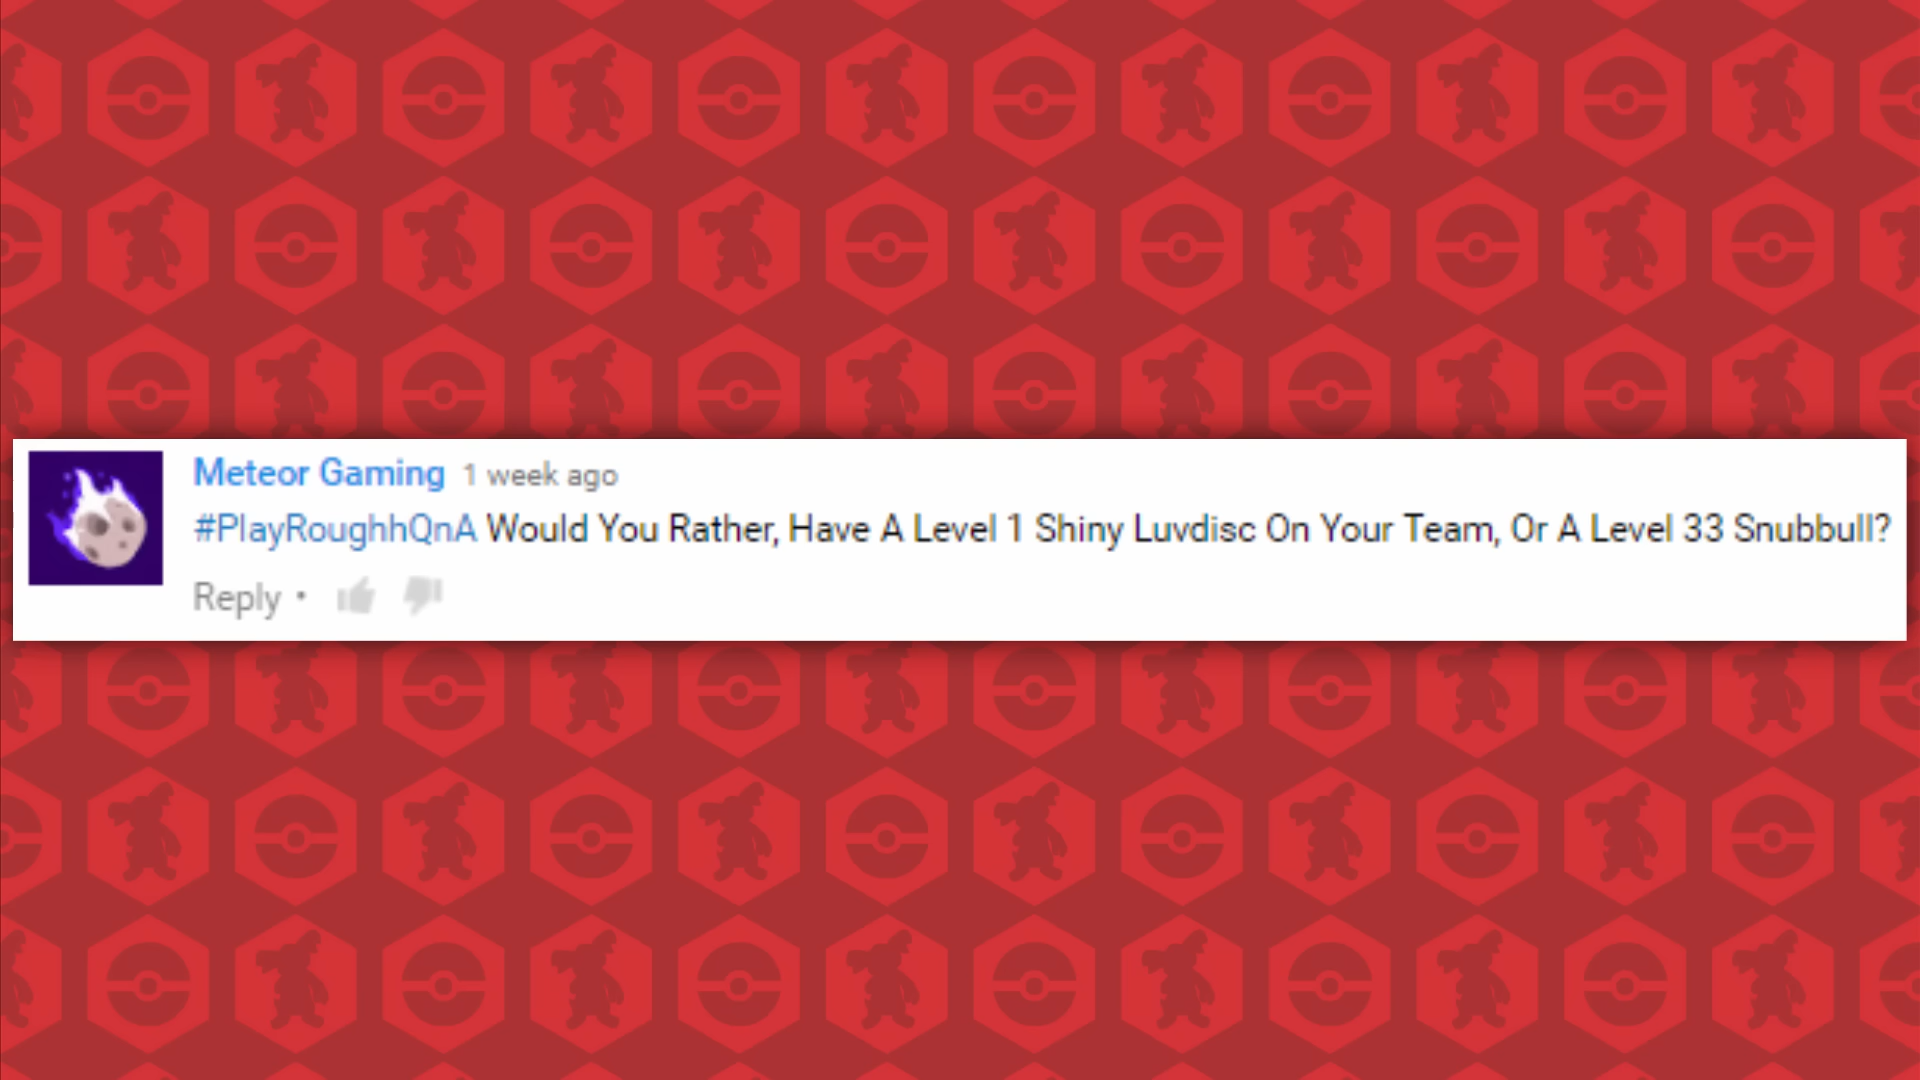 Meteor Gaming 1 week ago
#PlayRoughhQnA Would You Rather, Have A Level 1 Shiny Luvdisc On Your Team, Or A Level 33 Snubbull?
Reply •